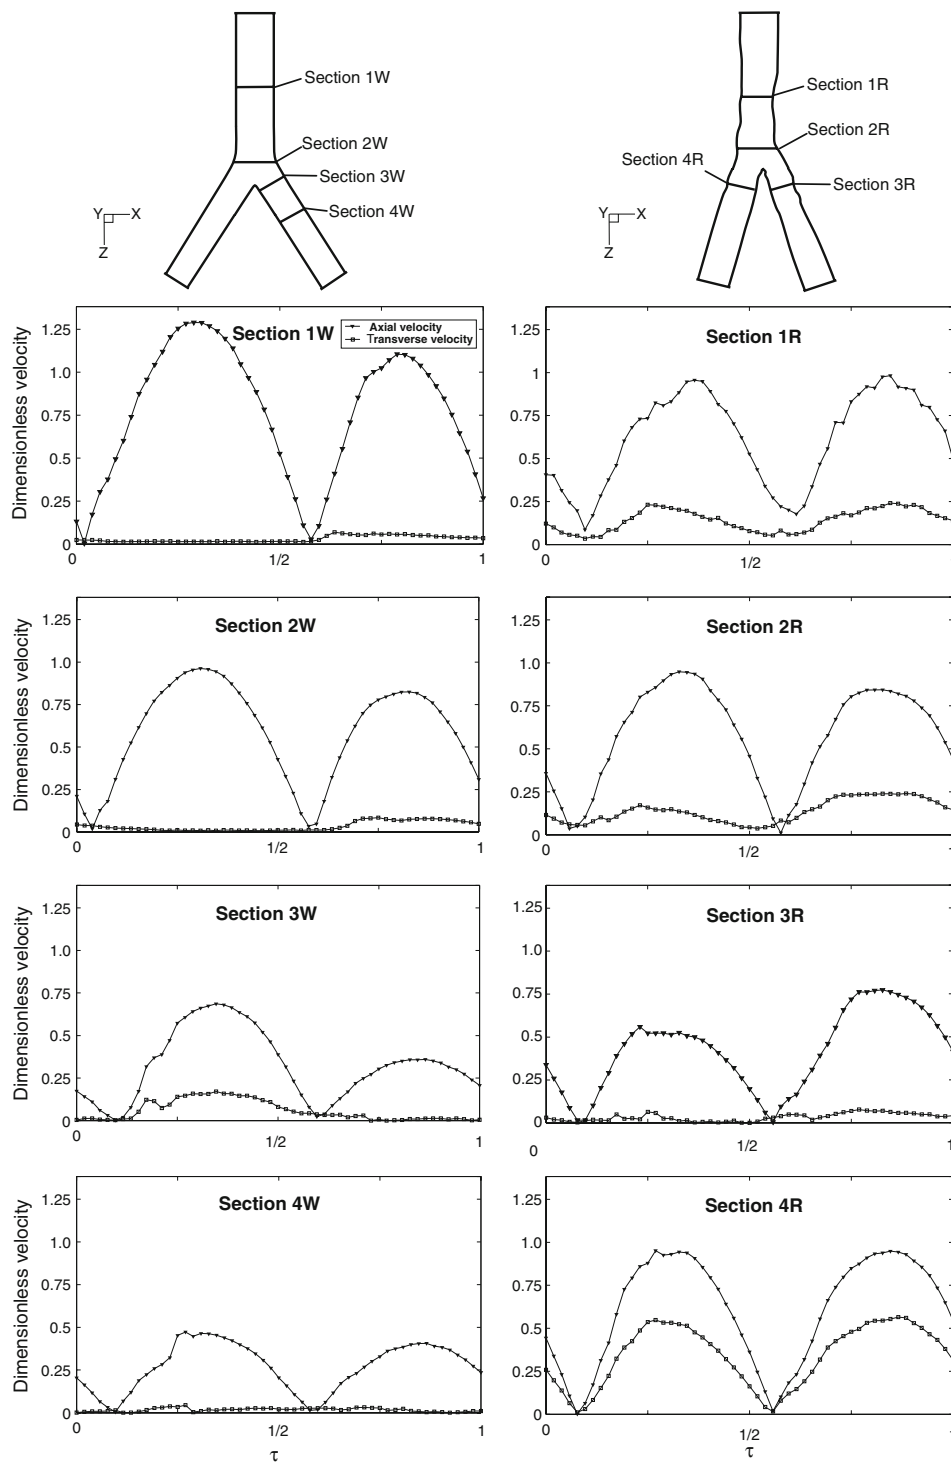 Section 1W
Section 2W
Section 3W
Section 4W
Y
X
Z
Section 1R
Section 2R
Section 4R
Section 3R
Y
X
Z
Dimensionless velocity
1.25
1.0
0.75
0.5
0.25
0
Section 1W
Axial velocity
Transverse velocity
0
1/2
1
1.25
1
0.75
0.5
0.25
0
Section 1R
0
1/2
1
Dimensionless velocity
1.25
1.0
0.75
0.5
0.25
0
Section 2W
0
1/2
1
1.25
1.0
0.75
0.5
0.25
0
Section 2R
0
1/2
1
Dimensionless velocity
1.25
1.0
0.75
0.5
0.25
0
Section 3W
0
1/2
1
1.25
1.0
0.75
0.5
0.25
0
Section 3R
0
1/2
1
Dimensionless velocity
1.25
1.0
0.75
0.5
0.25
0
Section 4W
0
1/2
1
τ
1.25
1.0
0.75
0.5
0.25
0
Section 4R
0
1/2
1
τ